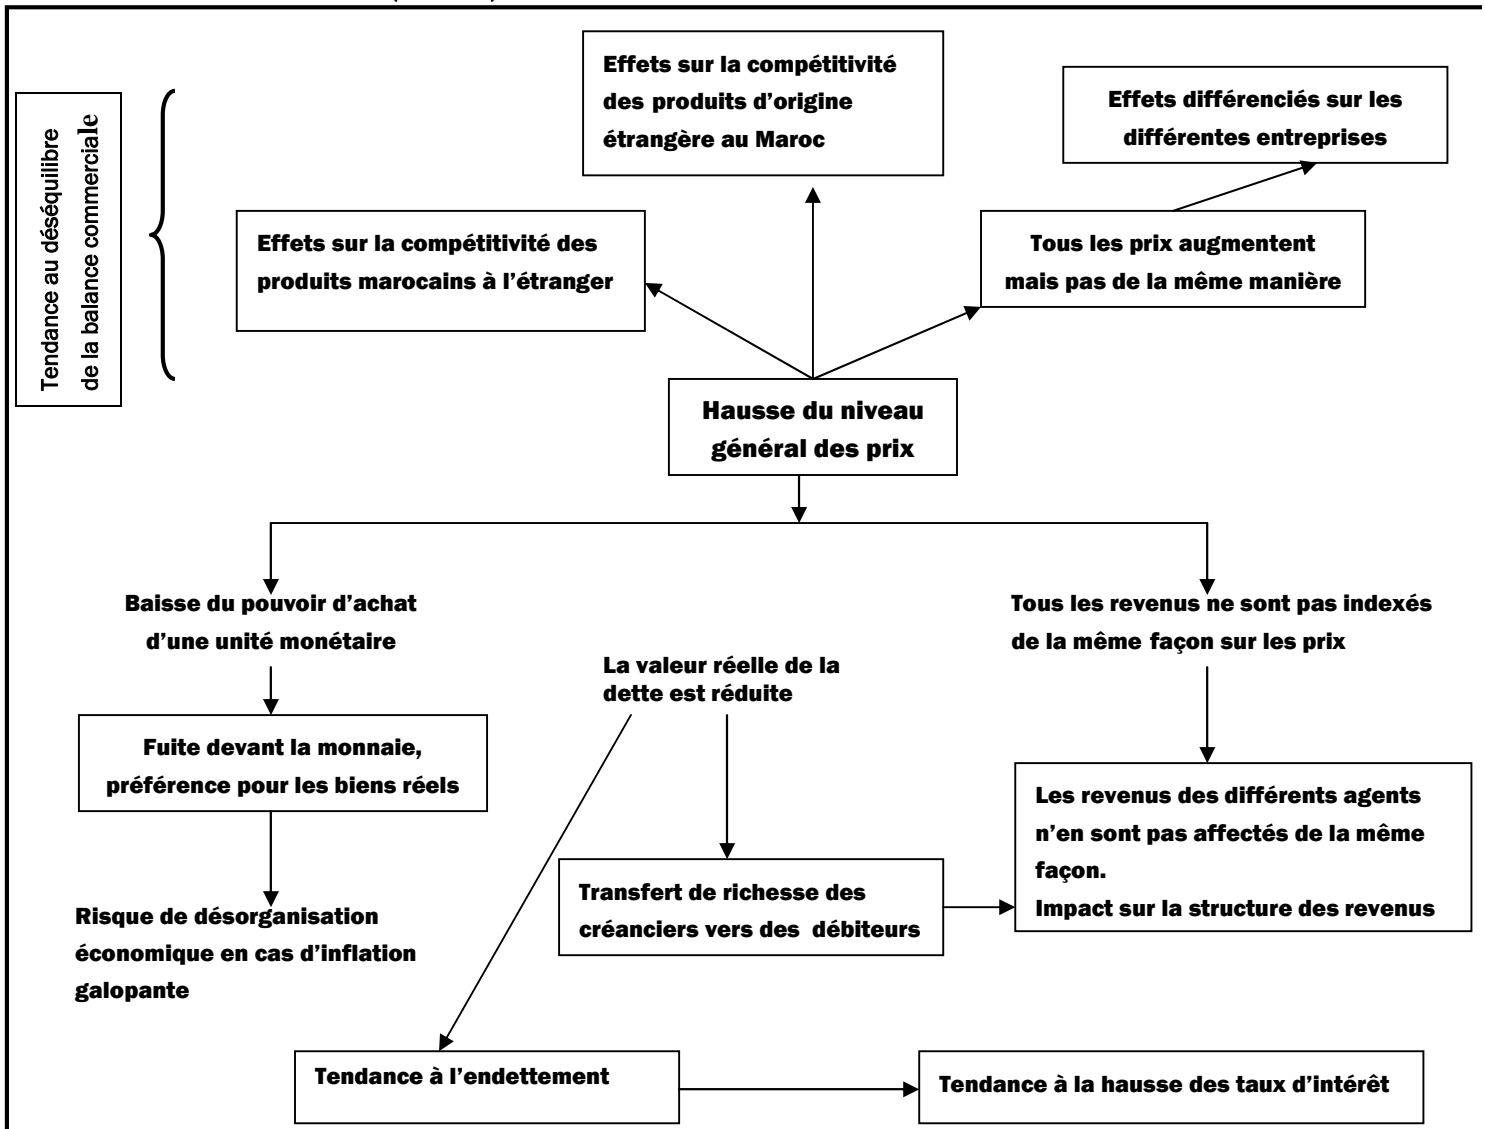 Effets sur la compétitivité
des produits d'origine
étrangère au Maroc
Effets différenciés sur les
différentes entreprises
Tendance au déséquilibre
de la balance commerciale
Effets sur la compétitivité des
produits marocains à l'étranger
Tous les prix augmentent
mais pas de la même manière
Hausse du niveau
général des prix
Baisse du pouvoir d'achat
d'une unité monétaire
Tous les revenus ne sont pas indexés
de la même façon sur les prix
La valeur réelle de la
dette est réduite
Fuite devant la monnaie,
préférence pour les biens réels
Les revenus des différents agents
n'en sont pas affectés de la même
façon.
Impact sur la structure des revenus
Transfert de richesse des
créanciers vers des débiteurs
Risque de désorganisation
économique en cas d'inflation
galopante
Tendance à l'endettement
Tendance à la hausse des taux d'intérêt